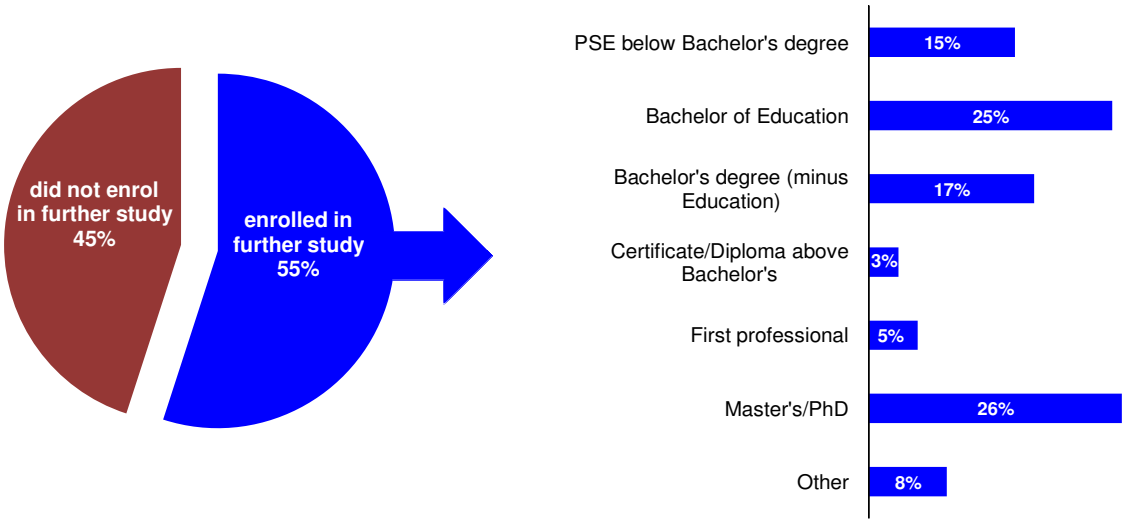 did not enrol
in further study
45%
enrolled in
further study
55%
PSE below Bachelor's degree
15%
Bachelor of Education
25%
Bachelor's degree (minus
Education)
17%
Certificate/Diploma above
Bachelor's
3%
First professional
5%
Master's/PhD
26%
Other
8%